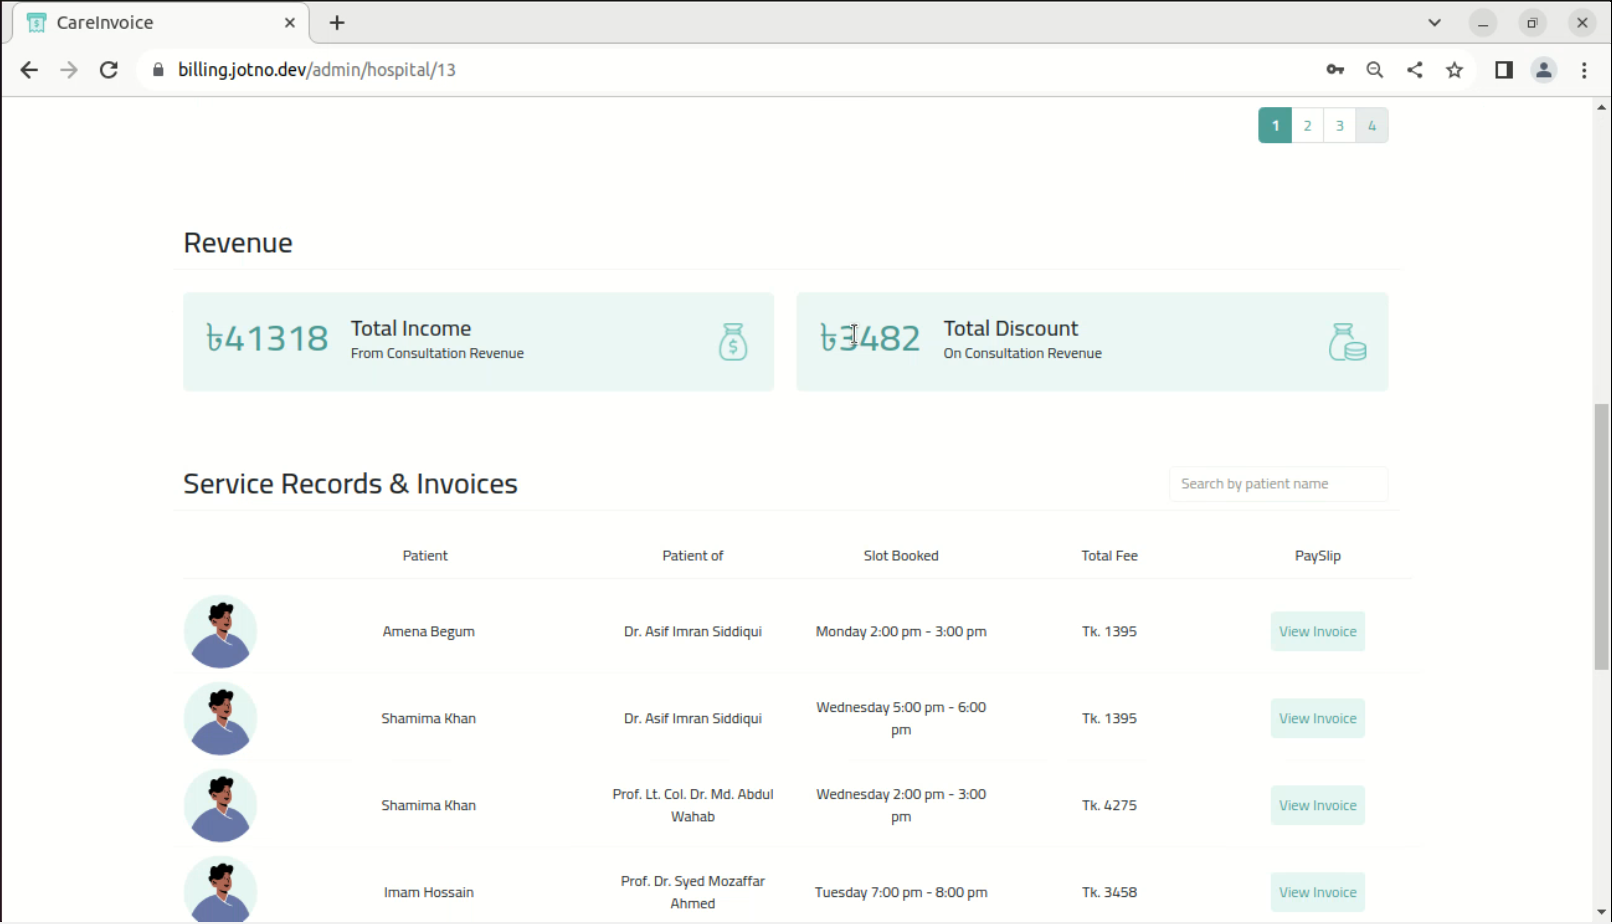 CareInvoice
billing.jotno.dev/admin/hospital/13
1 2 3 4
Revenue
৳41318
Total Income
From Consultation Revenue
৳3482
Total Discount
On Consultation Revenue
Service Records & Invoices
Search by patient name
Patient Patient of Slot Booked Total Fee PaySlip
Amena Begum Dr. Asif Imran Siddiqui Monday 2:00 pm - 3:00 pm Tk. 1395 View Invoice
Shamima Khan Dr. Asif Imran Siddiqui Wednesday 5:00 pm - 6:00
pm Tk. 1395 View Invoice
Shamima Khan Prof. Lt. Col. Dr. Md. Abdul
Wahab Wednesday 2:00 pm - 3:00
pm Tk. 4275 View Invoice
Imam Hossain Prof. Dr. Syed Mozaffar
Ahmed Tuesday 7:00 pm - 8:00 pm Tk. 3458 View Invoice